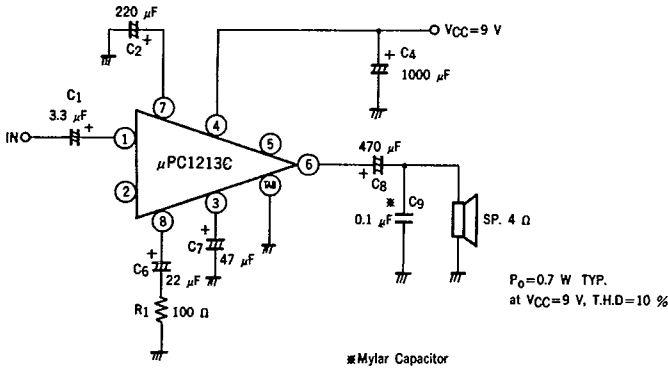 220 μF
C2 +
VCC=9 V
+ C4
1000 μF
C1
3.3 μF
+
IN
1
2
7
4
5
6
TAB
3
8
μPC1213C
470 μF
+ C8
※ C9
0.1 μF
SP. 4 Ω
+
C7
47 μF
+
C6
22 μF
R1
100 Ω
Po=0.7 W TYP.
at VCC=9 V, T.H.D=10 %
※Mylar Capacitor